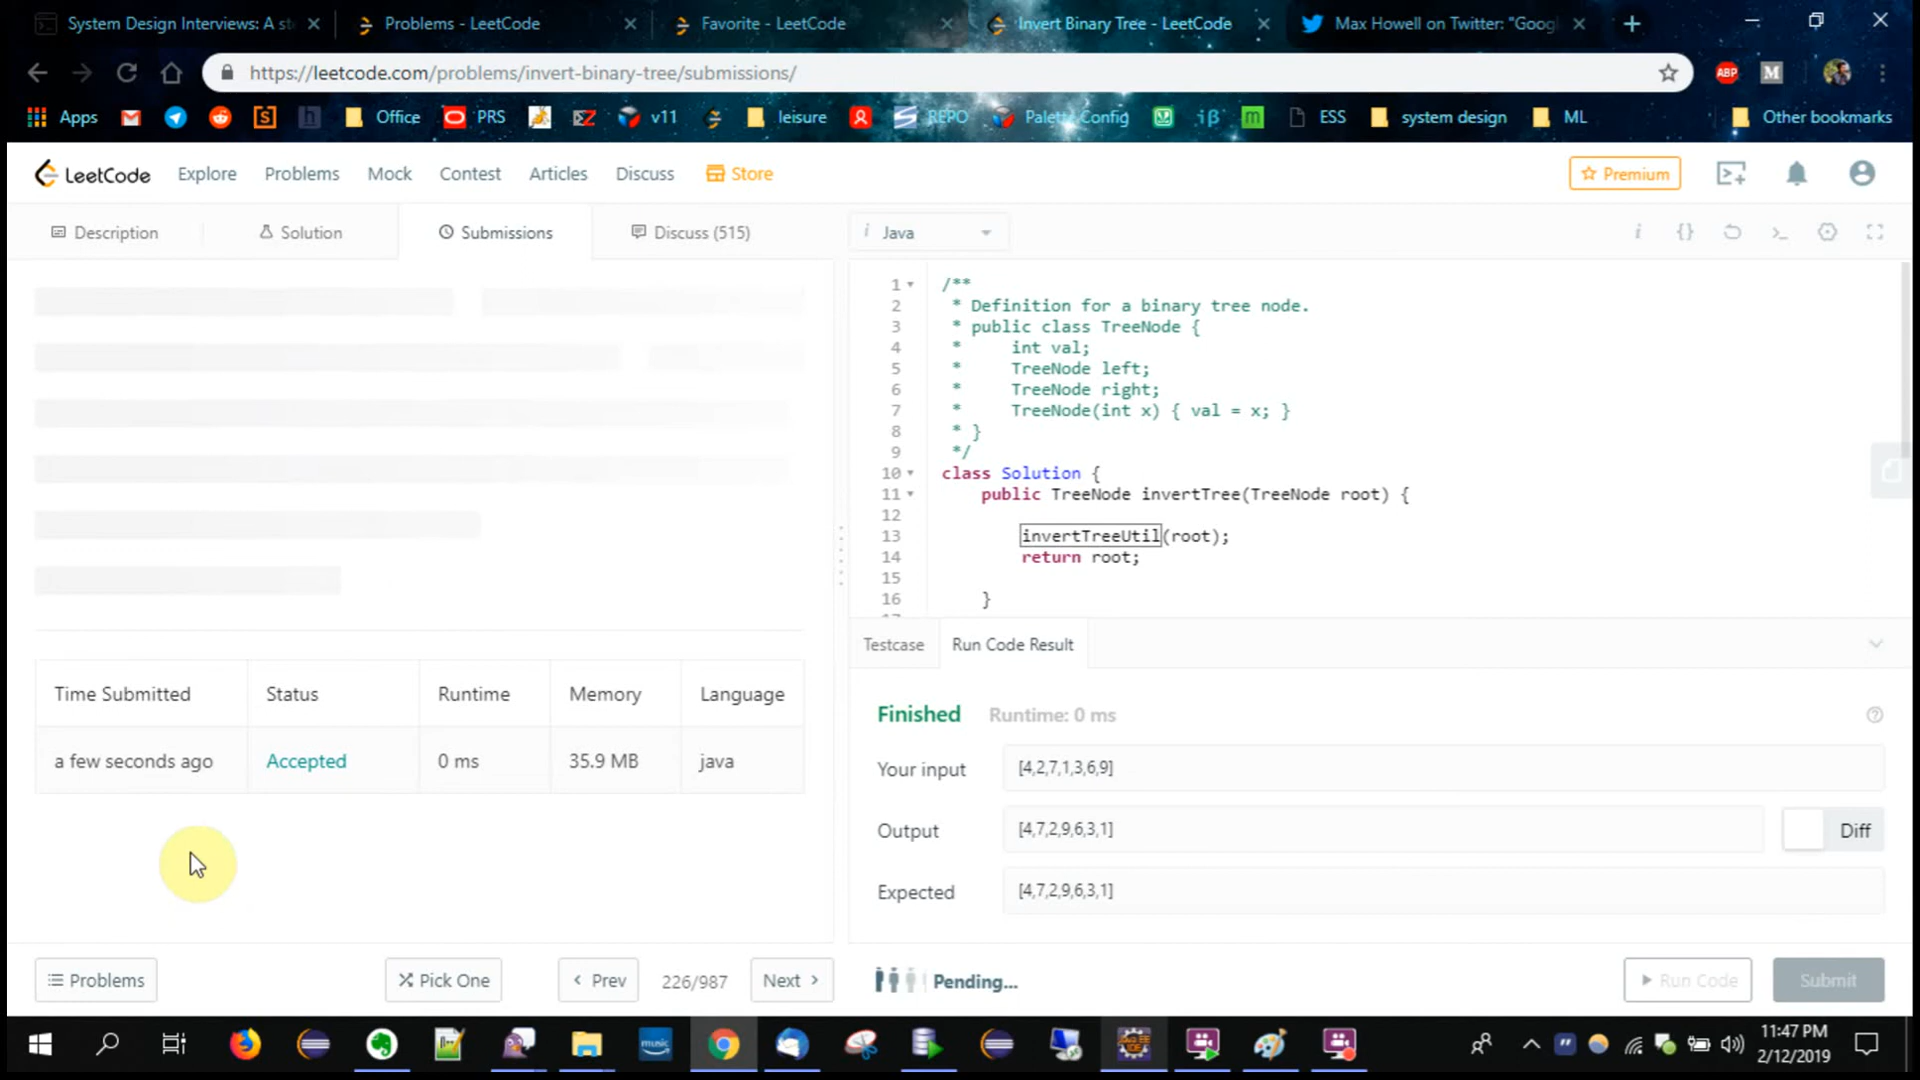 System Design Interviews: A st
Problems - LeetCode
Favorite - LeetCode
Invert Binary Tree - LeetCode
Max Howell on Twitter: "Googl
https://leetcode.com/problems/invert-binary-tree/submissions/
ABP
M
Apps
Office
PRS
v11
leisure
REPO
Palette Config
iβ
m
ESS
system design
ML
Other bookmarks
LeetCode
Explore
Problems
Mock
Contest
Articles
Discuss
Store
Premium
Description
Solution
Submissions
Discuss (515)
i Java
i {} >_
1 /**
2 * Definition for a binary tree node.
3 * public class TreeNode {
4 *     int val;
5 *     TreeNode left;
6 *     TreeNode right;
7 *     TreeNode(int x) { val = x; }
8 * }
9 */
10 class Solution {
11     public TreeNode invertTree(TreeNode root) {
12
13         invertTreeUtil(root);
14         return root;
15
16     }
Testcase
Run Code Result
Finished
Runtime: 0 ms
Your input
[4,2,7,1,3,6,9]
Output
[4,7,2,9,6,3,1]
Diff
Expected
[4,7,2,9,6,3,1]
Time Submitted
Status
Runtime
Memory
Language
a few seconds ago
Accepted
0 ms
35.9 MB
java
Problems
Pick One
Prev
226/987
Next
Pending...
Run Code
Submit
music
11:47 PM
2/12/2019